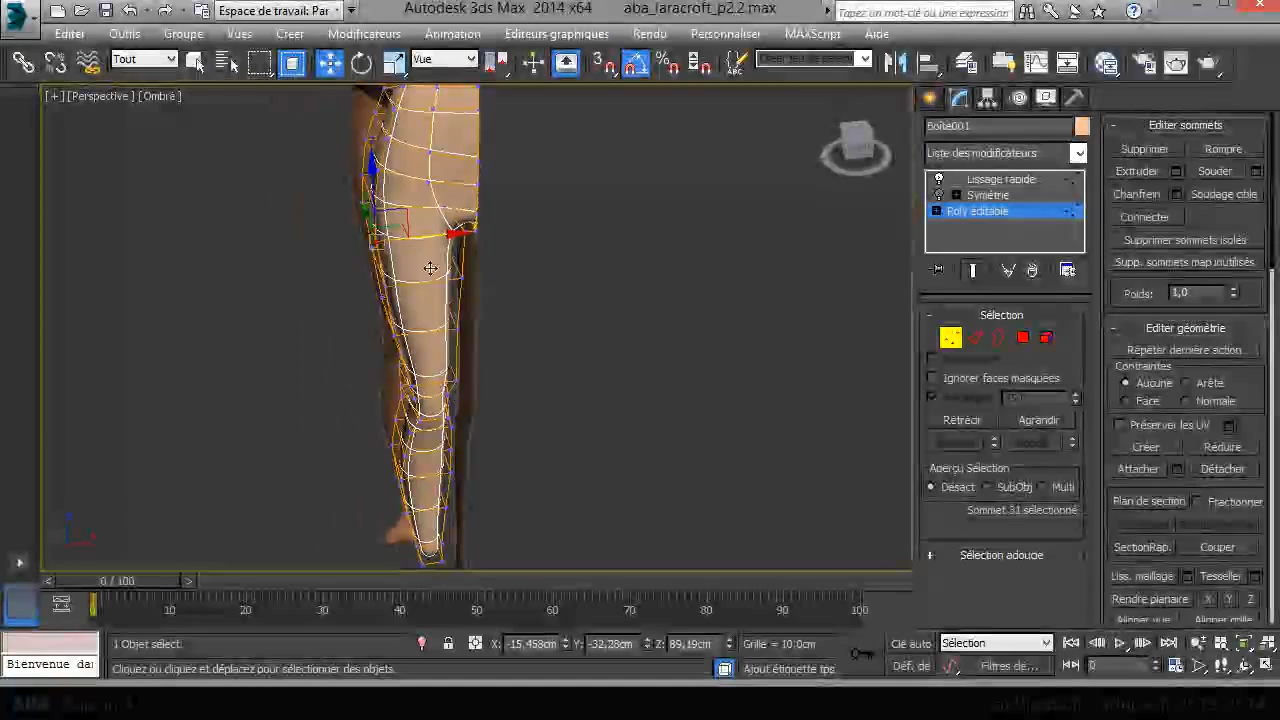 Espace de travail: Par
Autodesk 3ds Max 2014 x64
aba_laracroft_p2.2.max
Tapez un mot-clé ou une expression
Editer Outils Groupe Vues Créer Modificateurs Animation Editeurs graphiques Rendu Personnaliser MAXScript Aide
Tout
Vue
[ + ] [Perspective ] [Ombré ]
Boîte001
Liste des modificateurs
Lissage rapide
Symétrie
Poly éditable
Sélection
Ignorer faces masquées
Rétrécir Agrandir
Aperçu Sélection
Désact SubObj Multi
Sommet 31 sélectionné
Sélection adoucie
Editer sommets
Supprimer Rompre
Extruder Souder
Chanfrein Soudage cble
Connecter
Supprimer sommets isolés
Supp. sommets map inutilisés
Poids: 1,0
Editer géométrie
Répéter dernière action
Contraintes
Aucune Arête
Face Normale
Préserver les UV
Créer Réduire
Attacher Détacher
Plan de section Fractionner
SectionRap. Couper
Liss. maillage Tesseller
Rendre planaire X Y Z
Aligner vue Aligner grille
0 / 100
10 20 30 40 50 60 70 80 90 100
1 Objet sélect.
X: -15,458cm Y: -32,28cm Z: 89,19cm
Grille = 10,0cm
Clé auto Sélection
Bienvenue da
Cliquez ou cliquez et déplacez pour sélectionner des objets.
Ajout étiquette tps
Déf. de Filtres de...
0